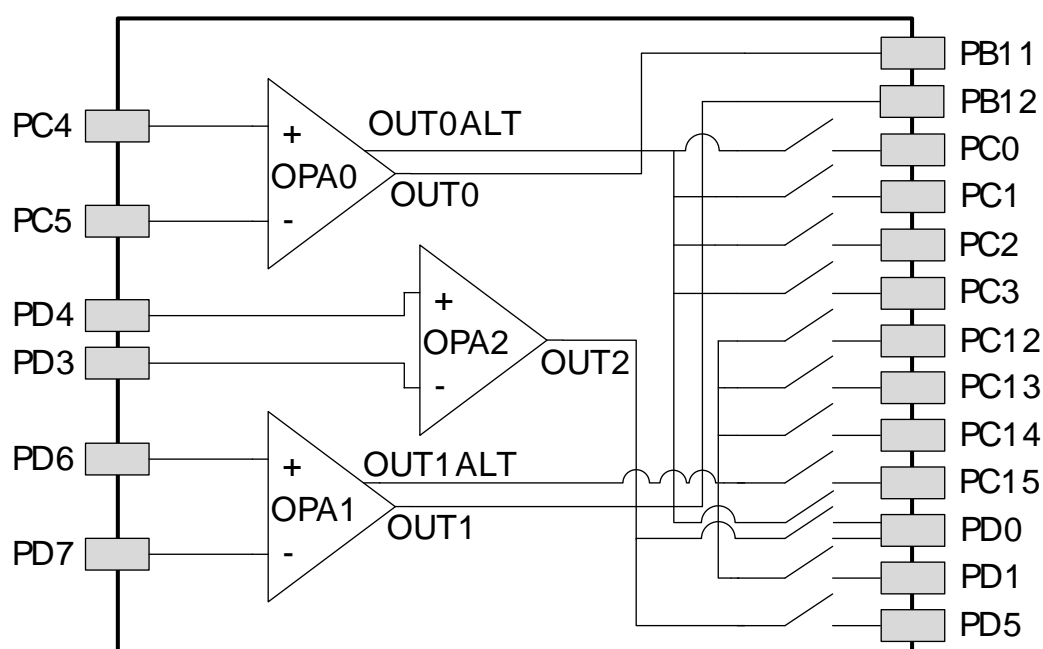 PB11
PB12
PC4
+
OUT0ALT
PC0
OPA0
OUT0
PC1
PC5
-
PC2
PC3
PD4
+
PD3
OPA2
OUT2
PC12
-
PC13
PC14
PD6
+
OUT1ALT
PC15
OPA1
OUT1
PD0
PD7
-
PD1
PD5